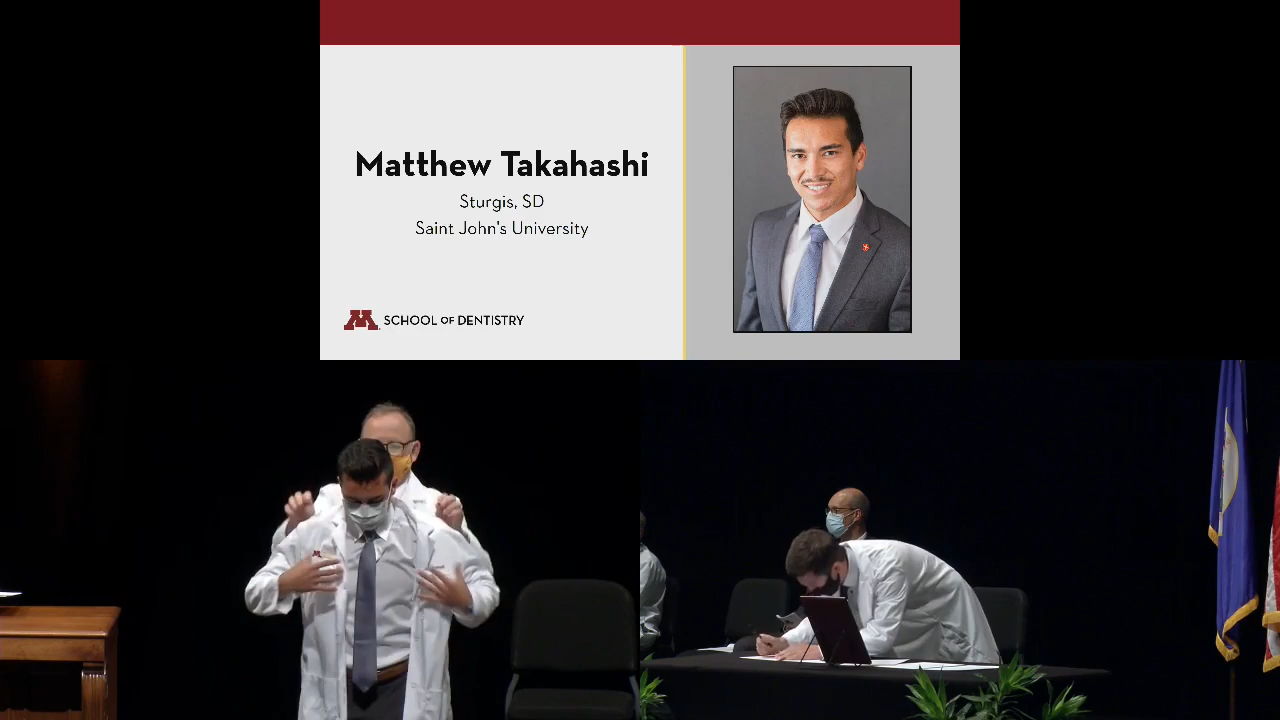 Matthew Takahashi
Sturgis, SD
Saint John's University
M SCHOOL OF DENTISTRY